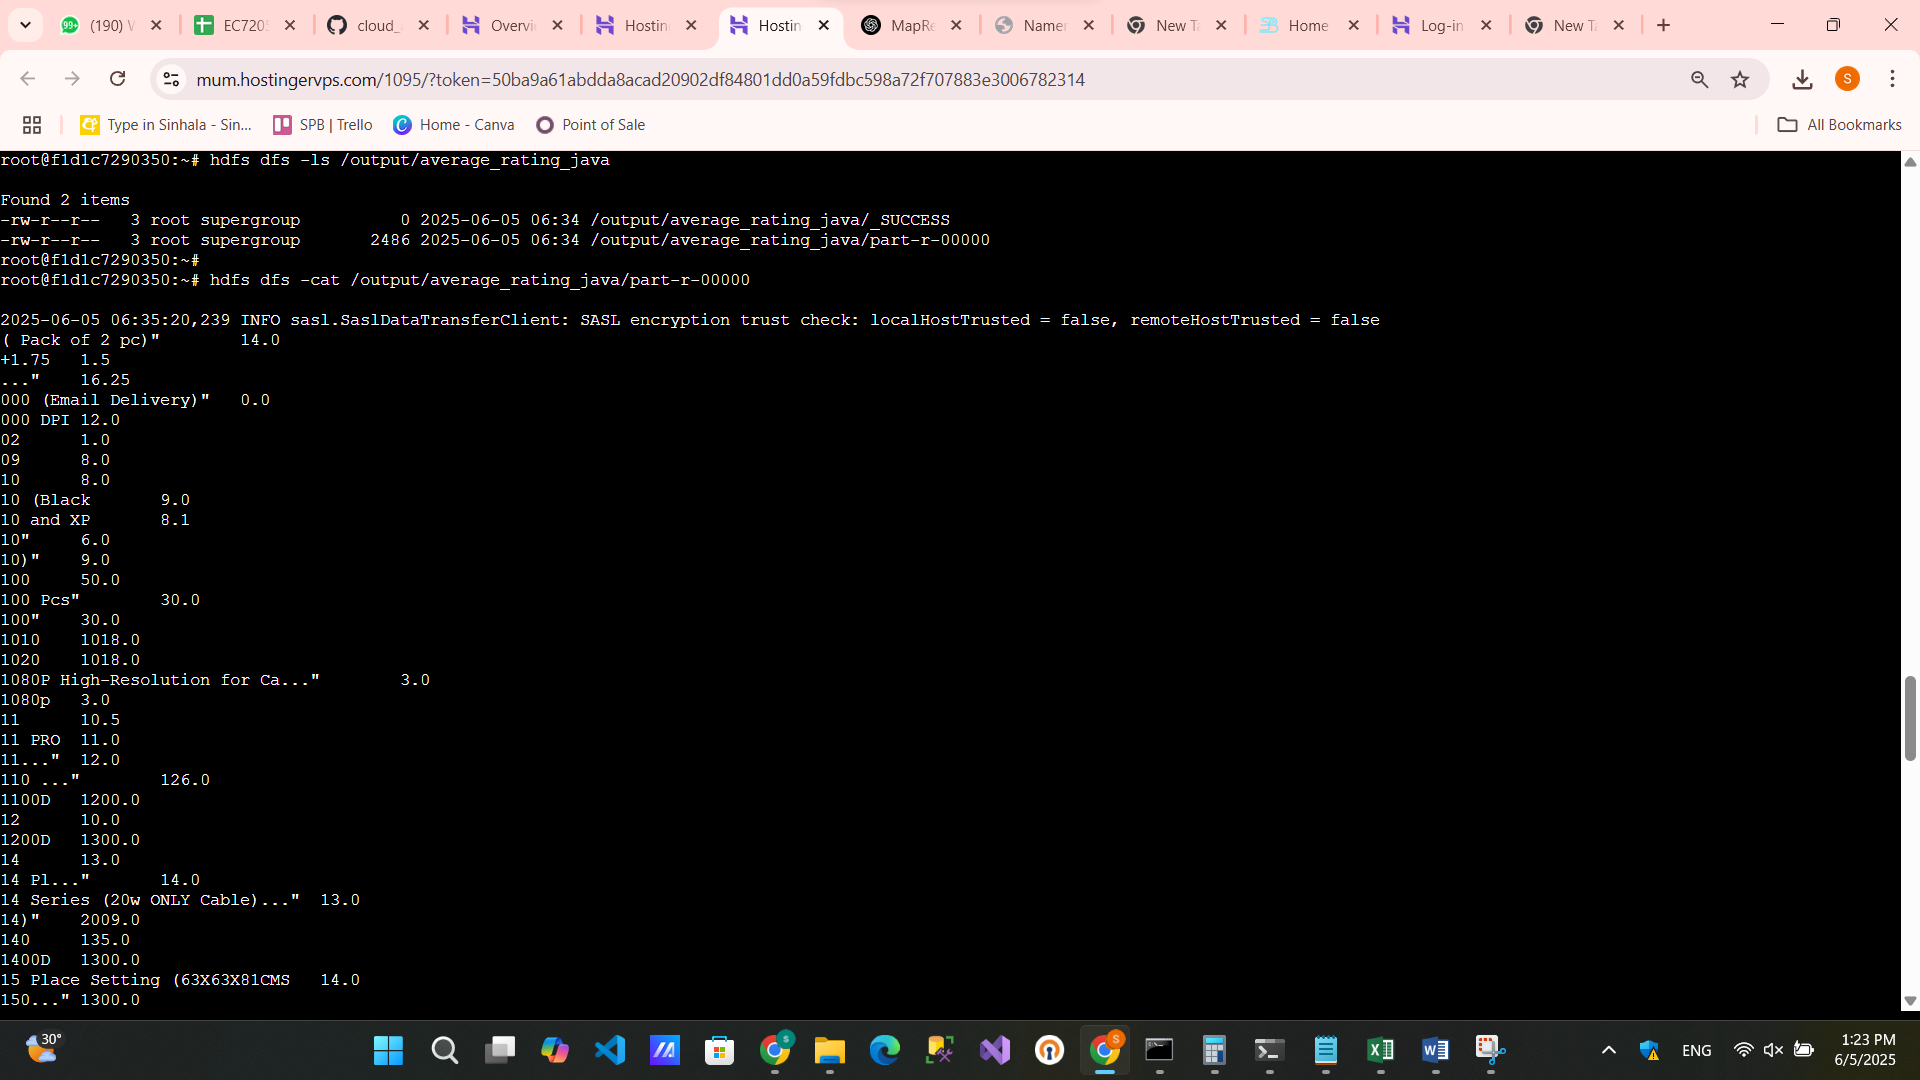 (190) W
EC7205
cloud_
Overvi
Hostin
Hostin
MapRe
Namen
New Ta
Home
Log-in
New Ta
mum.hostingervps.com/1095/?token=50ba9a61abdda8acad20902df84801dd0a59fdbc598a72f707883e3006782314
S
Type in Sinhala - Sin...
SPB | Trello
Home - Canva
Point of Sale
All Bookmarks
root@f1d1c7290350:~# hdfs dfs -ls /output/average_rating_java
Found 2 items
-rw-r--r--   3 root supergroup          0 2025-06-05 06:34 /output/average_rating_java/_SUCCESS
-rw-r--r--   3 root supergroup       2486 2025-06-05 06:34 /output/average_rating_java/part-r-00000
root@f1d1c7290350:~#
root@f1d1c7290350:~# hdfs dfs -cat /output/average_rating_java/part-r-00000
2025-06-05 06:35:20,239 INFO sasl.SaslDataTransferClient: SASL encryption trust check: localHostTrusted = false, remoteHostTrusted = false
( Pack of 2 pc)"        14.0
+1.75   1.5
..."    16.25
000 (Email Delivery)"   0.0
000 DPI 12.0
02      1.0
09      8.0
10      8.0
10 (Black       9.0
10 and XP       8.1
10"     6.0
10)"    9.0
100     50.0
100 Pcs"        30.0
100"    30.0
1010    1018.0
1020    1018.0
1080P High-Resolution for Ca..."        3.0
1080p   3.0
11      10.5
11 PRO  11.0
11..."  12.0
110 ..."        126.0
1100D   1200.0
12      10.0
1200D   1300.0
14      13.0
14 Pl..."       14.0
14 Series (20w ONLY Cable)..."  13.0
14)"    2009.0
140     135.0
1400D   1300.0
15 Place Setting (63X63X81CMS   14.0
150..." 1300.0
30°
ENG
1:23 PM
6/5/2025